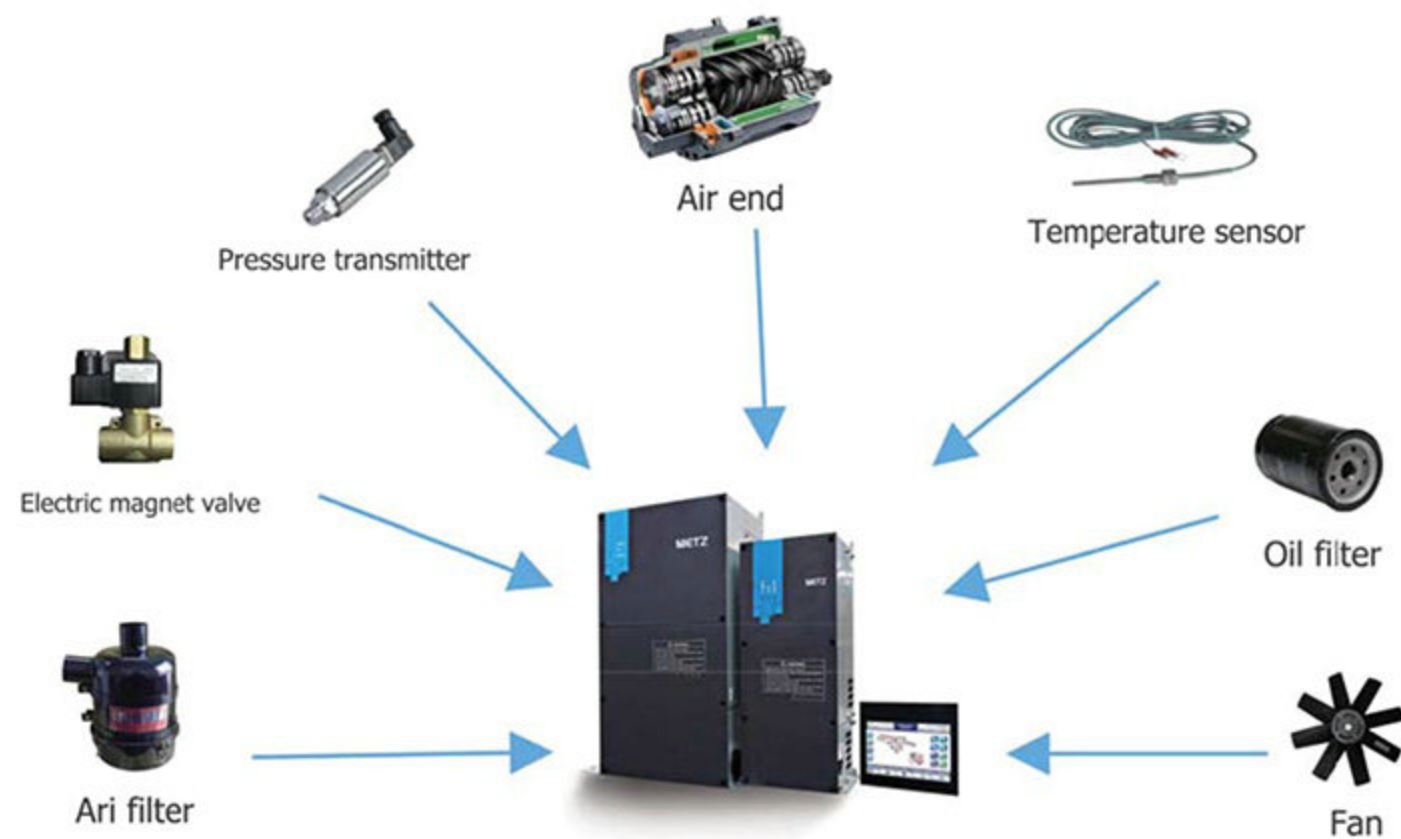 Air end
Pressure transmitter
Temperature sensor
Electric magnet valve
Oil filter
METZ
METZ
Ari filter
Fan